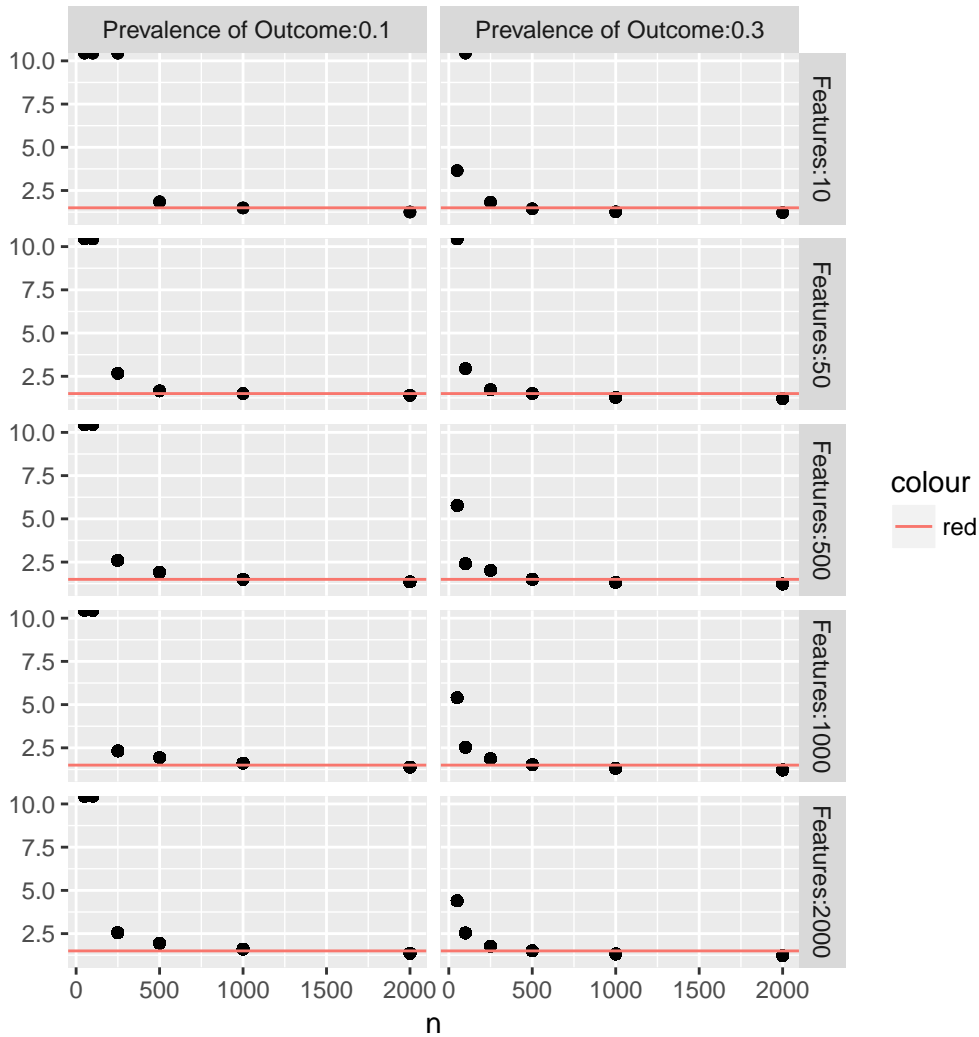 Prevalence of Outcome:0.1
Prevalence of Outcome:0.3
10.0
7.5
5.0
2.5
Features:10
10.0
7.5
5.0
2.5
Features:50
10.0
7.5
5.0
2.5
Features:500
10.0
7.5
5.0
2.5
Features:1000
10.0
7.5
5.0
2.5
Features:2000
0 500 1000 1500 2000
0 500 1000 1500 2000
n
colour
red